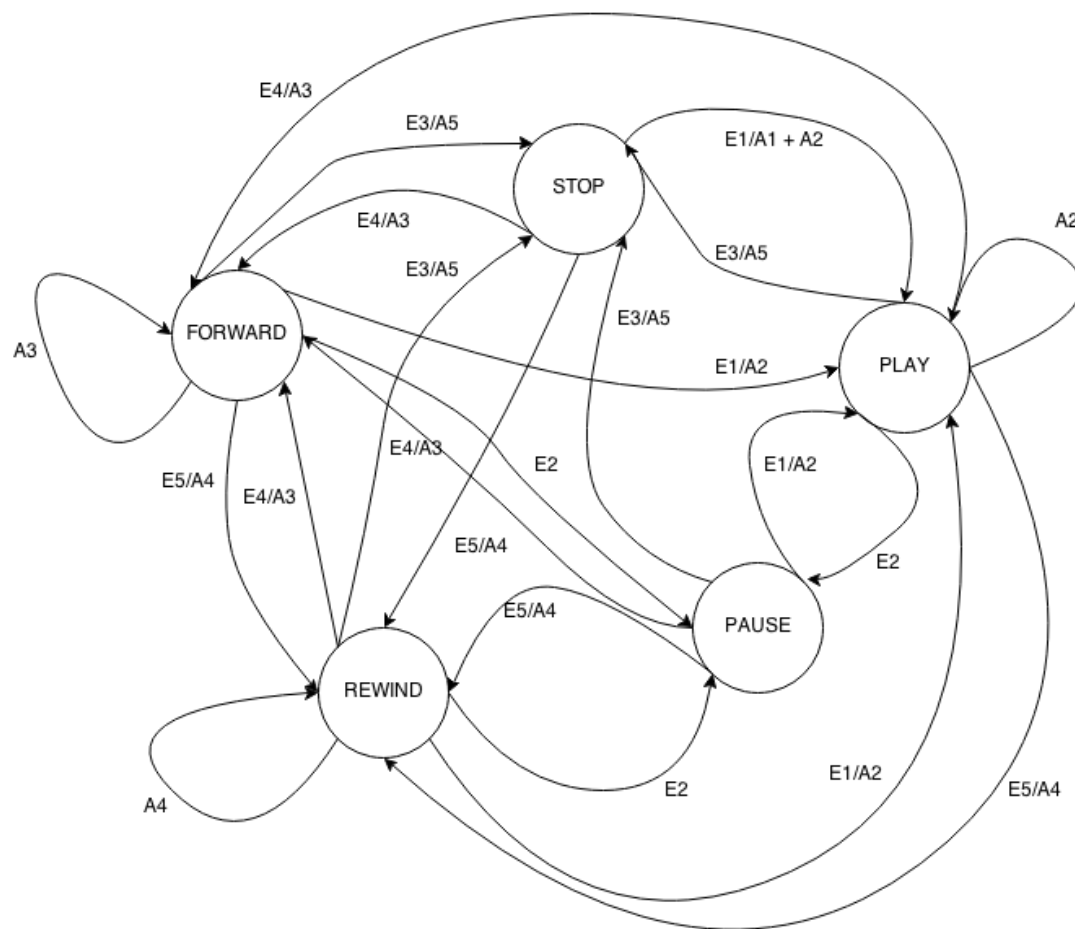 E4/A3
E3/A5
E1/A1 + A2
STOP
E4/A3
A2
E3/A5
E3/A5
E3/A5
FORWARD
A3
E1/A2
PLAY
E4/A3
E2
E1/A2
E5/A4
E4/A3
E5/A4
E2
E5/A4
PAUSE
REWIND
E1/A2
E2
E5/A4
A4